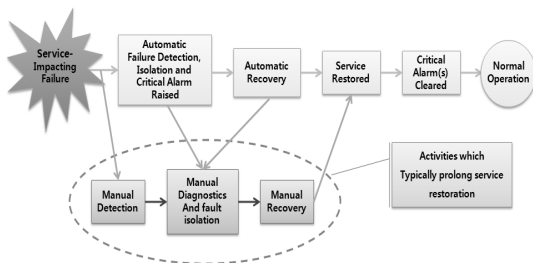 Service-
Impacting
Failure
Automatic
Failure Detection,
Isolation and
Critical Alarm
Raised
Automatic
Recovery
Service
Restored
Critical
Alarm(s)
Cleared
Normal
Operation
Manual
Detection
Manual
Diagnostics
And fault
isolation
Manual
Recovery
Activities which
Typically prolong service
restoration